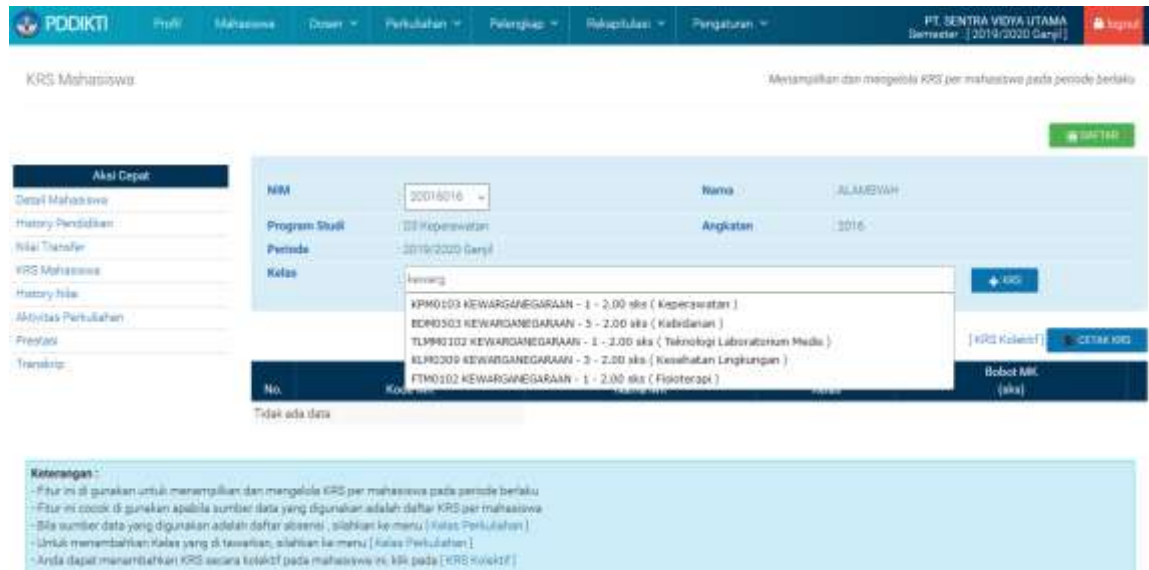 PDDIKTI Profil Mahasiswa Dosen Perkuliahan Pelengkap Rekapitulasi Pengaturan PT. SENTRA VIDYA UTAMA logout
Semester : [ 2019/2020 Ganjil ]
KRS Mahasiswa Menampilkan dan mengelola KRS per mahasiswa pada periode berlaku
DAFTAR
Aksi Cepat
Detail Mahasiswa
History Pendidikan
Nilai Transfer
KRS Mahasiswa
History Nilai
Aktivitas Perkuliahan
Prestasi
Transkrip
NIM : 20016016 Nama :
Program Studi : D3 Keperawatan Angkatan : 2016
Periode : 2019/2020 Ganjil
Kelas : kewarg + KRS
KPM0103 KEWARGANEGARAAN - 1 - 2.00 sks ( Keperawatan )
BDM0503 KEWARGANEGARAAN - 5 - 2.00 sks ( Kebidanan )
TLMM0102 KEWARGANEGARAAN - 1 - 2.00 sks ( Teknologi Laboratorium Medis )
KLM0309 KEWARGANEGARAAN - 3 - 2.00 sks ( Kesehatan Lingkungan )
FTM0102 KEWARGANEGARAAN - 1 - 2.00 sks ( Fisioterapi )
[ KRS Kolektif ] CETAK KRS
No. Kode MK Nama MK Kelas Bobot MK
(sks)
Tidak ada data
Keterangan :
- Fitur ini di gunakan untuk menampilkan dan mengelola KRS per mahasiswa pada periode berlaku
- Fitur ini cocok di gunakan apabila sumber data yang digunakan adalah daftar KRS per mahasiswa
- Bila sumber data yang digunakan adalah daftar absensi , silahkan ke menu [ Kelas Perkuliahan ]
- Untuk menambahkan Kelas yang di tawarkan, silahkan ke menu [ Kelas Perkuliahan ]
- Anda dapat menambahkan KRS secara kolektif pada mahasiswa ini, klik pada [ KRS Kolektif ]